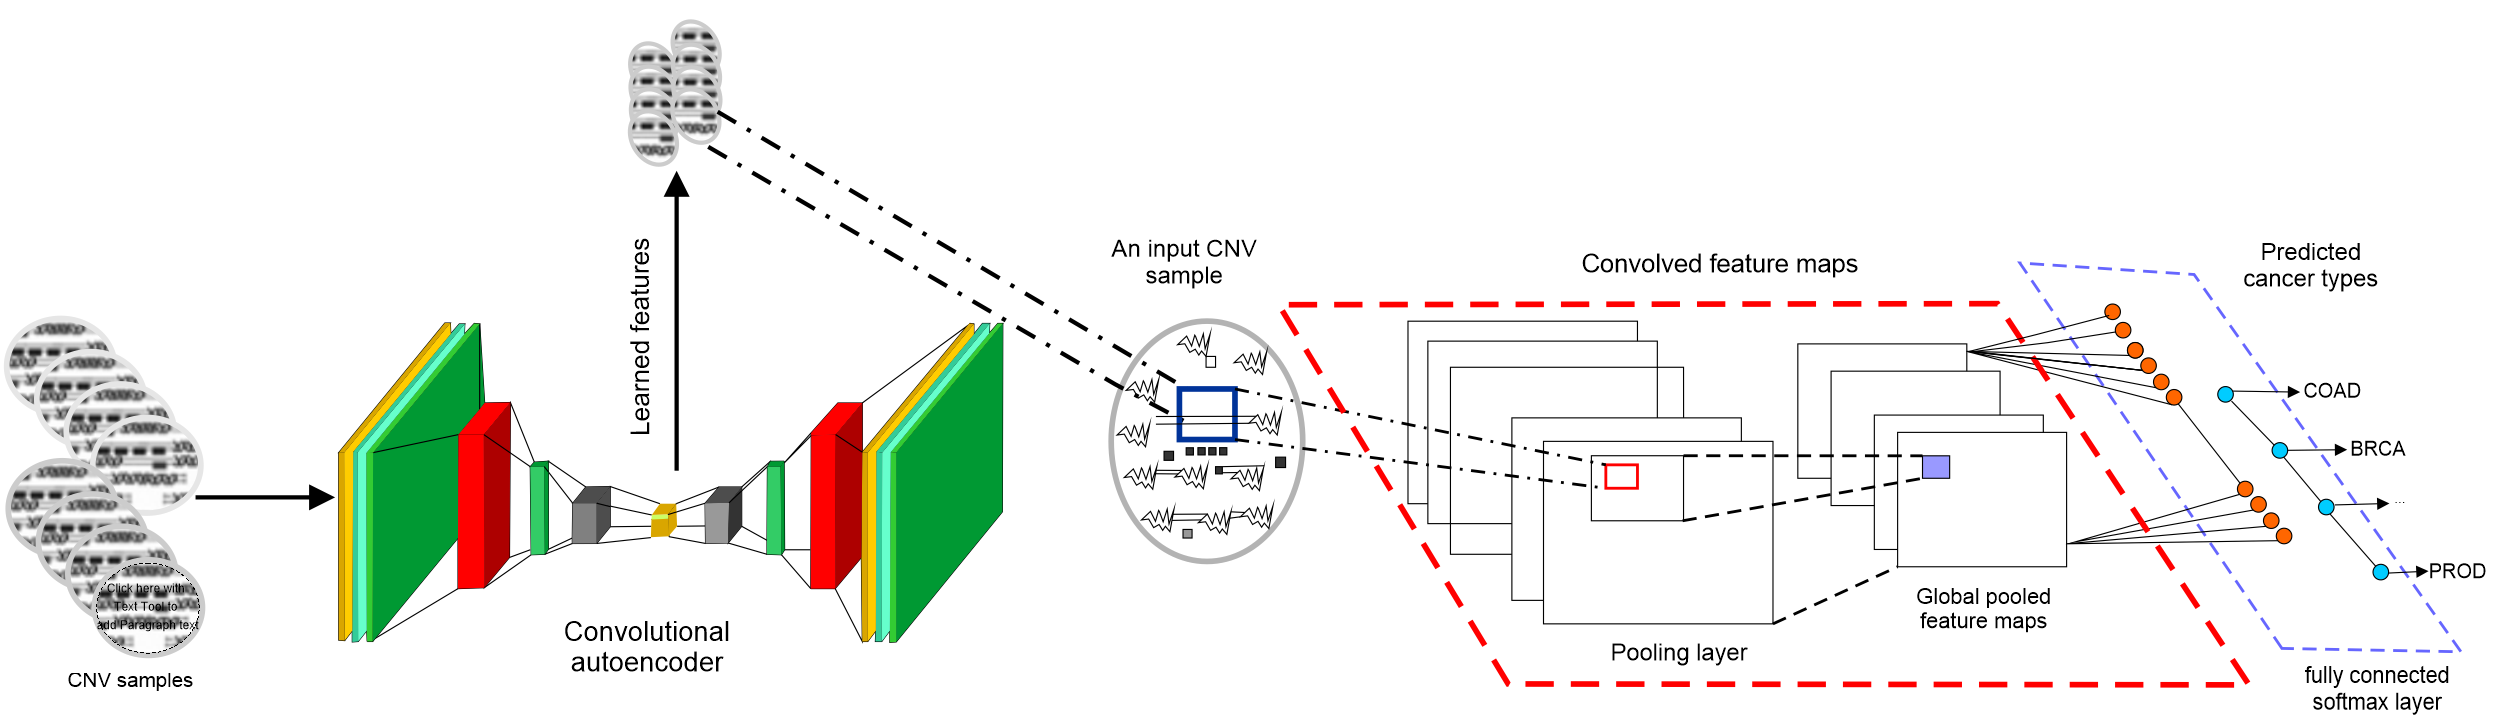 Click here with
Text Tool to
add Paragraph text
CNV samples
Convolutional
autoencoder
Learned features
An input CNV
sample
Convolved feature maps
Pooling layer
Global pooled
feature maps
Predicted
cancer types
COAD
BRCA
...
PROD
fully connected
softmax layer